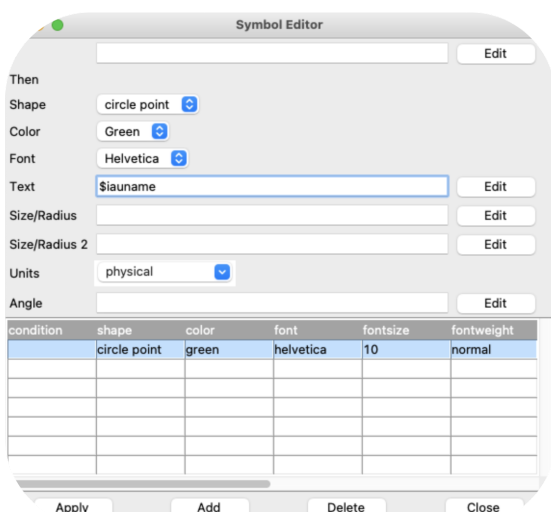 Symbol Editor
Edit
Then
Shape circle point
Color Green
Font Helvetica
Text $iauname Edit
Size/Radius Edit
Size/Radius 2 Edit
Units physical
Angle Edit
condition shape color font fontsize fontweight
circle point green helvetica 10 normal
Apply Add Delete Close